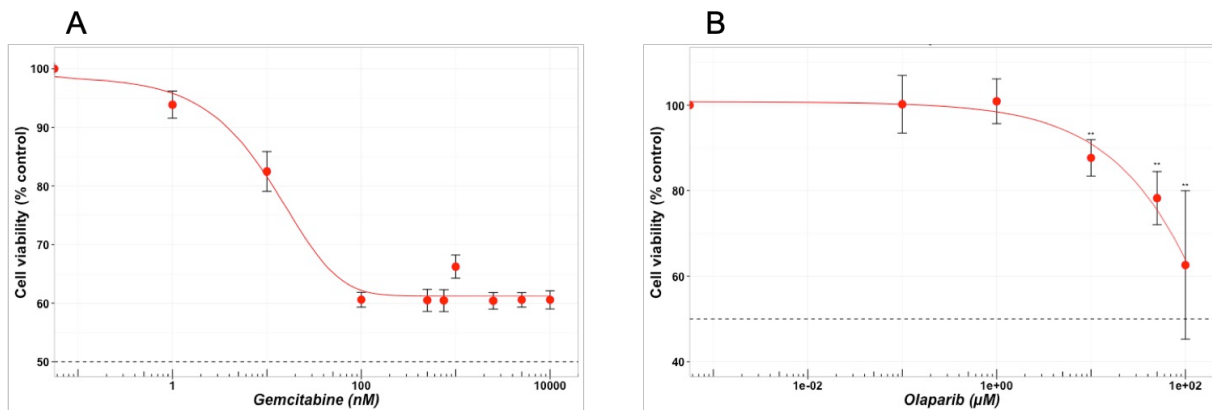 A
B
Cell viability (% control)
100
90
80
70
60
50
1
100
10000
Gemcitabine (nM)
Cell viability (% control)
100
80
60
40
**
**
**
1e-02
1e+00
1e+02
Olaparib (µM)